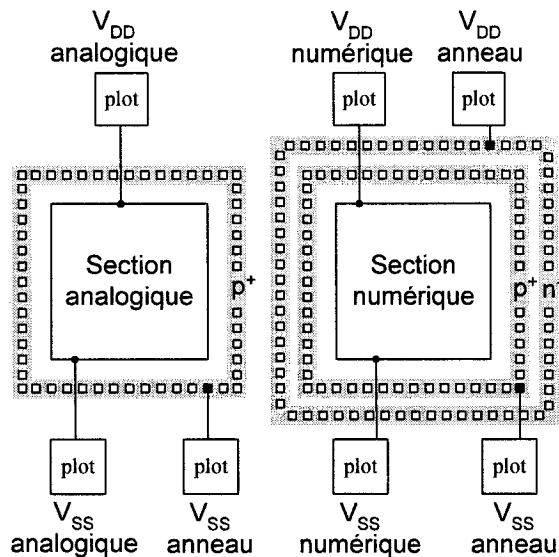 V_DD analogique
V_DD numérique
V_DD anneau
plot
plot
plot
Section analogique
p+
Section numérique
p+
n+
plot
plot
plot
plot
V_SS analogique
V_SS anneau
V_SS numérique
V_SS anneau